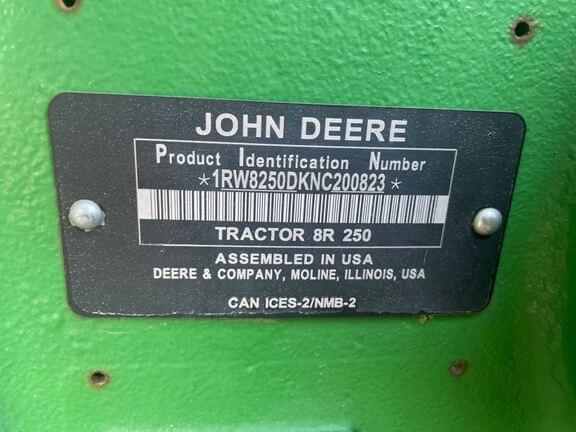 JOHN DEERE
Product Identification Number
*1RW8250DKNC200823*
TRACTOR 8R 250
ASSEMBLED IN USA
DEERE & COMPANY, MOLINE, ILLINOIS, USA
CAN ICES-2/NMB-2